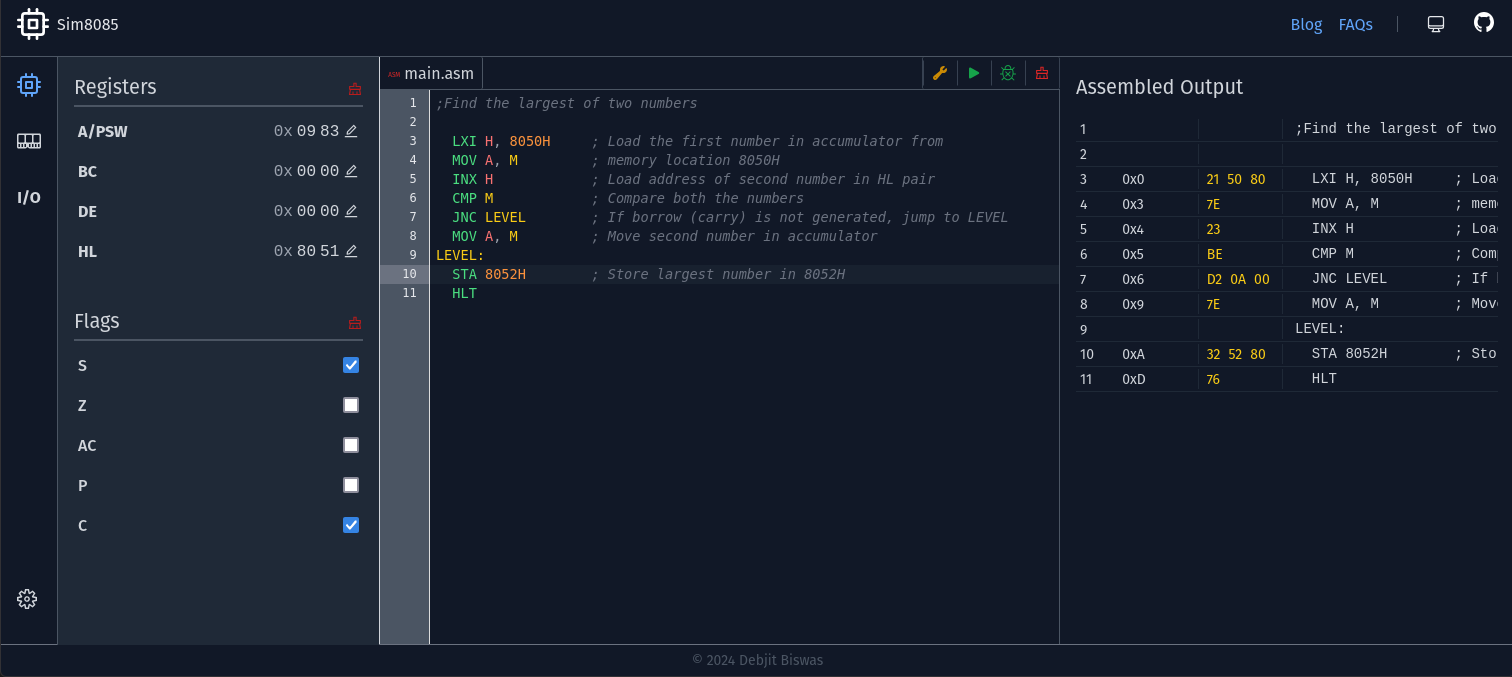 Sim8085
Blog FAQs
Registers
A/PSW 0x 09 83
BC 0x 00 00
DE 0x 00 00
HL 0x 80 51
I/O
Flags
S
Z
AC
P
C
ASM main.asm
1 ;Find the largest of two numbers
2
3 LXI H, 8050H ; Load the first number in accumulator from
4 MOV A, M ; memory location 8050H
5 INX H ; Load address of second number in HL pair
6 CMP M ; Compare both the numbers
7 JNC LEVEL ; If borrow (carry) is not generated, jump to LEVEL
8 MOV A, M ; Move second number in accumulator
9 LEVEL:
10 STA 8052H ; Store largest number in 8052H
11 HLT
Assembled Output
1 ;Find the largest of two
2
3 0x0 21 50 80 LXI H, 8050H ; Loa
4 0x3 7E MOV A, M ; mem
5 0x4 23 INX H ; Loa
6 0x5 BE CMP M ; Com
7 0x6 D2 0A 00 JNC LEVEL ; If
8 0x9 7E MOV A, M ; Mov
9 LEVEL:
10 0xA 32 52 80 STA 8052H ; Sto
11 0xD 76 HLT
© 2024 Debjit Biswas